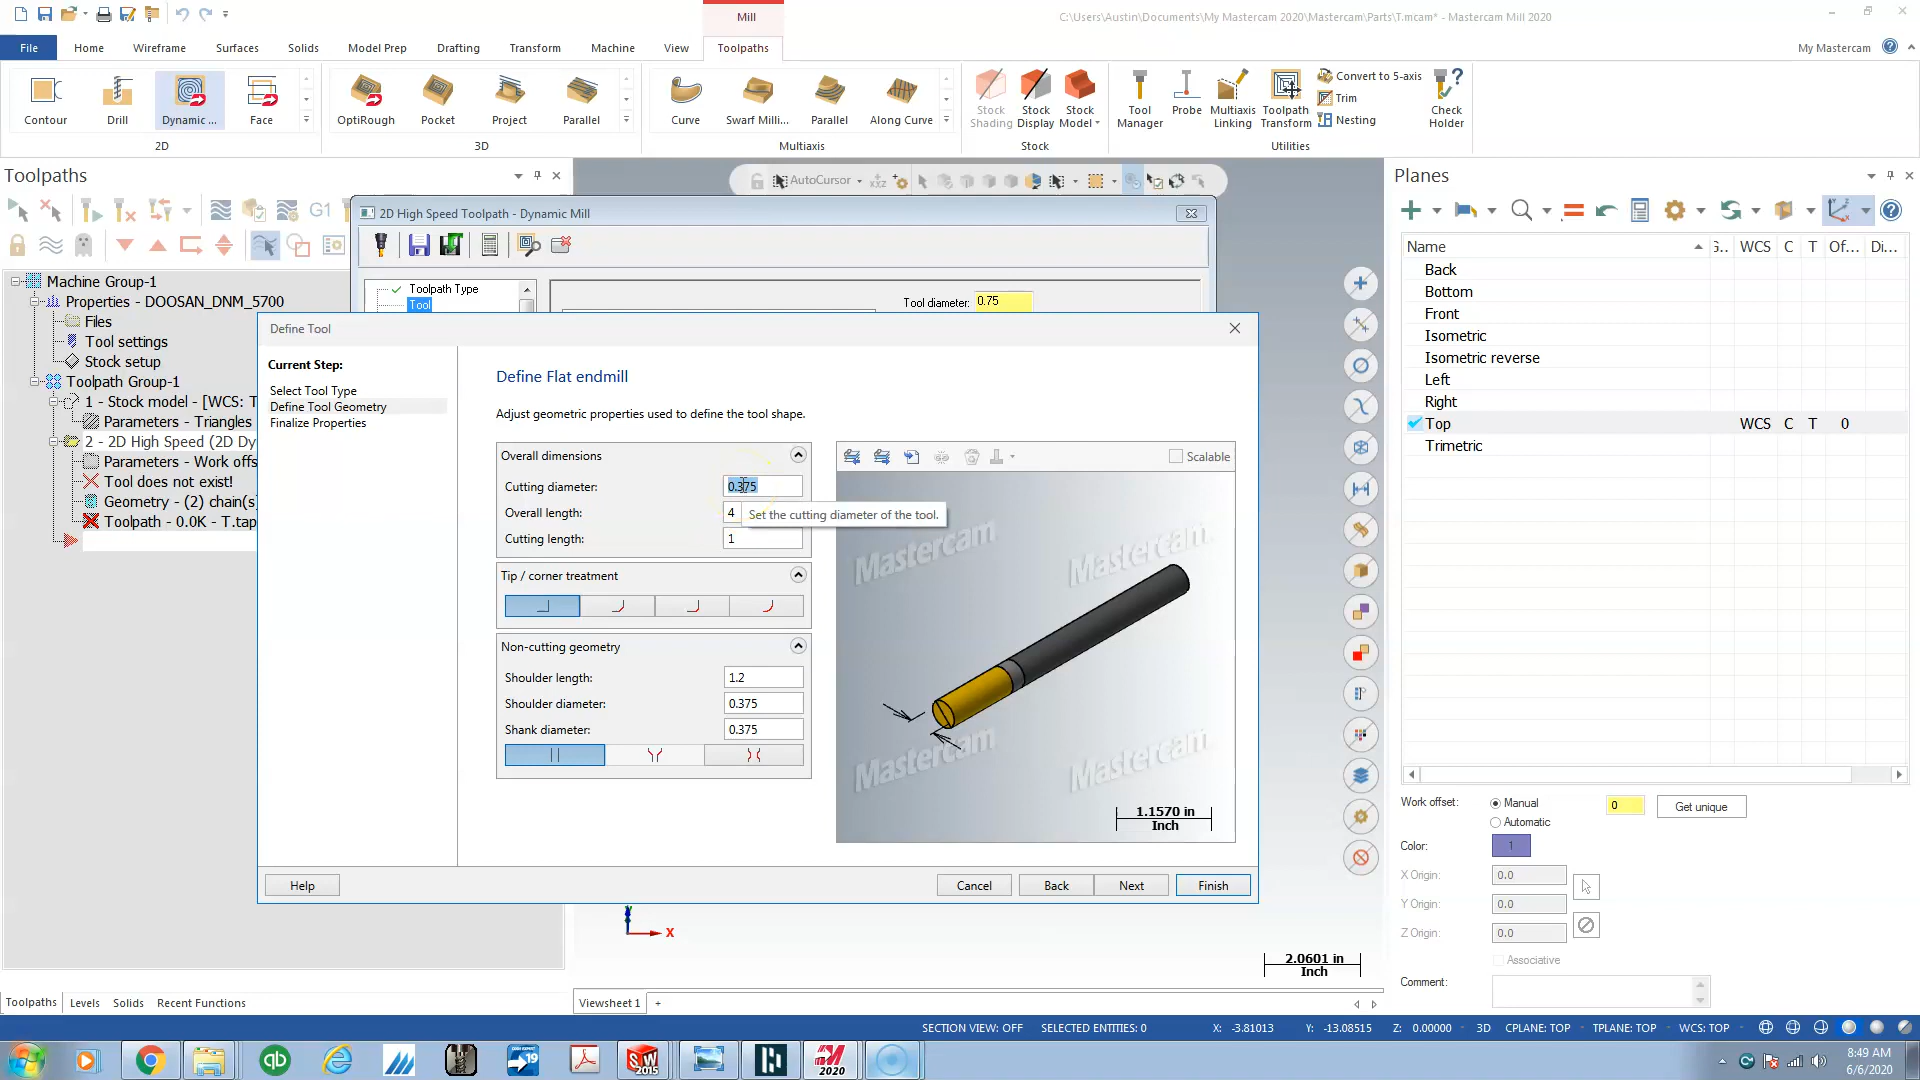 Mill
C:\Users\Austin\Documents\My Mastercam 2020\Mastercam\Parts\T.mcam* - Mastercam Mill 2020
File Home Wireframe Surfaces Solids Model Prep Drafting Transform Machine View Toolpaths My Mastercam
Contour Drill Dynamic ... Face OptiRough Pocket Project Parallel Curve Swarf Milli... Parallel Along Curve
Stock Shading Stock Display Stock Model Tool Manager Probe Multiaxis Linking Toolpath Transform Convert to 5-axis Trim Nesting Check Holder
2D 3D Multiaxis Stock Utilities
Toolpaths
AutoCursor
Planes
G1
2D High Speed Toolpath - Dynamic Mill
Toolpath Type
Tool
Tool diameter: 0.75
Machine Group-1
Properties - DOOSAN_DNM_5700
Files
Tool settings
Stock setup
Toolpath Group-1
1 - Stock model - [WCS: T
Parameters - Triangles
2 - 2D High Speed (2D Dy
Parameters - Work offs
Tool does not exist!
Geometry - (2) chain(s)
Toolpath - 0.0K - T.tap
Define Tool
Current Step:
Select Tool Type
Define Tool Geometry
Finalize Properties
Define Flat endmill
Adjust geometric properties used to define the tool shape.
Overall dimensions
Cutting diameter: 0.375
Overall length: 4
Set the cutting diameter of the tool.
Cutting length: 1
Tip / corner treatment
Non-cutting geometry
Shoulder length: 1.2
Shoulder diameter: 0.375
Shank diameter: 0.375
Scalable
Mastercam Mastercam
Mastercam Mastercam
1.1570 in
Inch
Help Cancel Back Next Finish
X
2.0601 in
Inch
Name WCS C T Of... Di...
Back
Bottom
Front
Isometric
Isometric reverse
Left
Right
Top WCS C T 0
Trimetric
Work offset: Manual 0 Get unique
Automatic
Color: 1
X Origin: 0.0
Y Origin: 0.0
Z Origin: 0.0
Associative
Comment:
Toolpaths Levels Solids Recent Functions
Viewsheet 1 +
SECTION VIEW: OFF SELECTED ENTITIES: 0 X: -3.81013 Y: -13.08515 Z: 0.00000 3D CPLANE: TOP TPLANE: TOP WCS: TOP
qb
19
SW
2015
2020
8:49 AM
6/6/2020